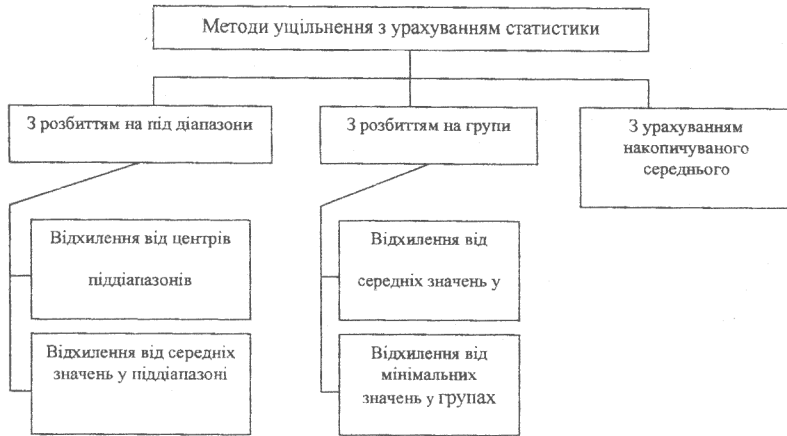 Методи ущільнення з урахуванням статистики
З розбиттям на під діапазони
З розбиттям на групи
З урахуванням
накопичуваного
середнього
Відхилення від центрів
піддіапазонів
Відхилення від середніх
значень у піддіапазоні
Відхилення від
середніх значень у
Відхилення від
мінімальних
значень у групах